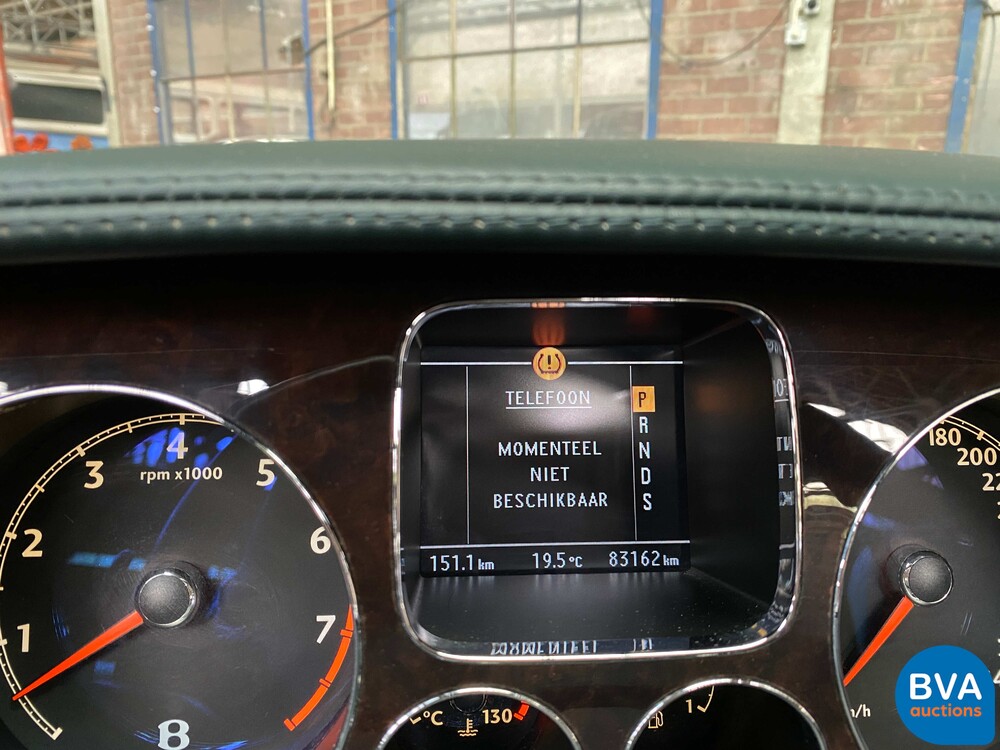 TELEFOON
P
R
MOMENTEEL
N
NIET
D
BESCHIKBAAR
S
151.1 km 19.5 °C 83162 km
4
rpm x1000
3
5
2
6
1
7
B
°C 130
1
180
200
BVA
auctions